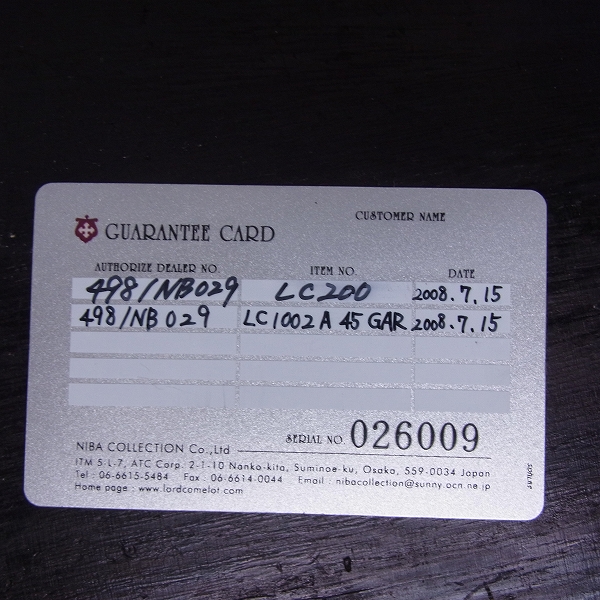 CUSTOMER NAME
GUARANTEE CARD
AUTHORIZE DEALER NO. ITEM NO. DATE
498/NB029 LC200 2008.7.15
498/NB029 LC1002A 45 GAR 2008.7.15
SERIAL NO 026009
NIBA COLLECTION Co.,Ltd
ITM 5 L-7, ATC Corp. 2-1-10 Nanko-kita, Suminoe-ku, Osaka, 559-0034 Japan
Tel : 06-6615-5484 Fax : 06-6614-0044 Email : nibacollection@sunny.ocn.ne.jp
Home page : www.lordcamelot.com